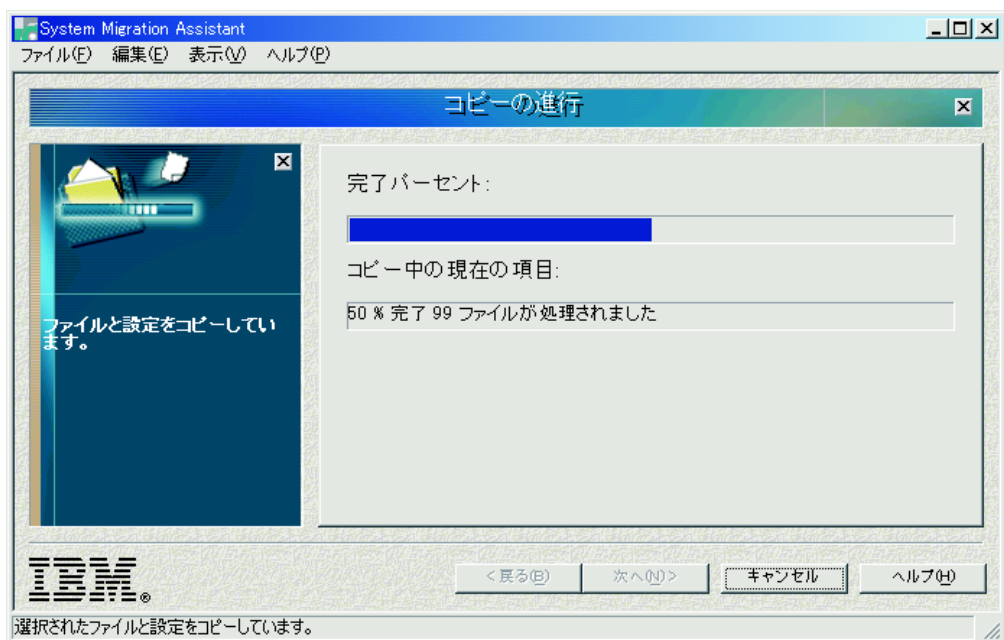 System Migration Assistant
ファイル(F) 編集(E) 表示(V) ヘルプ(P)
コピーの進行
完了パーセント:
コピー中の現在の項目:
50 % 完了 99 ファイルが処理されました
ファイルと設定をコピーしてい
ます。
IBM®
<戻る(B) 次へ(N)> キャンセル ヘルプ(H)
選択されたファイルと設定をコピーしています。